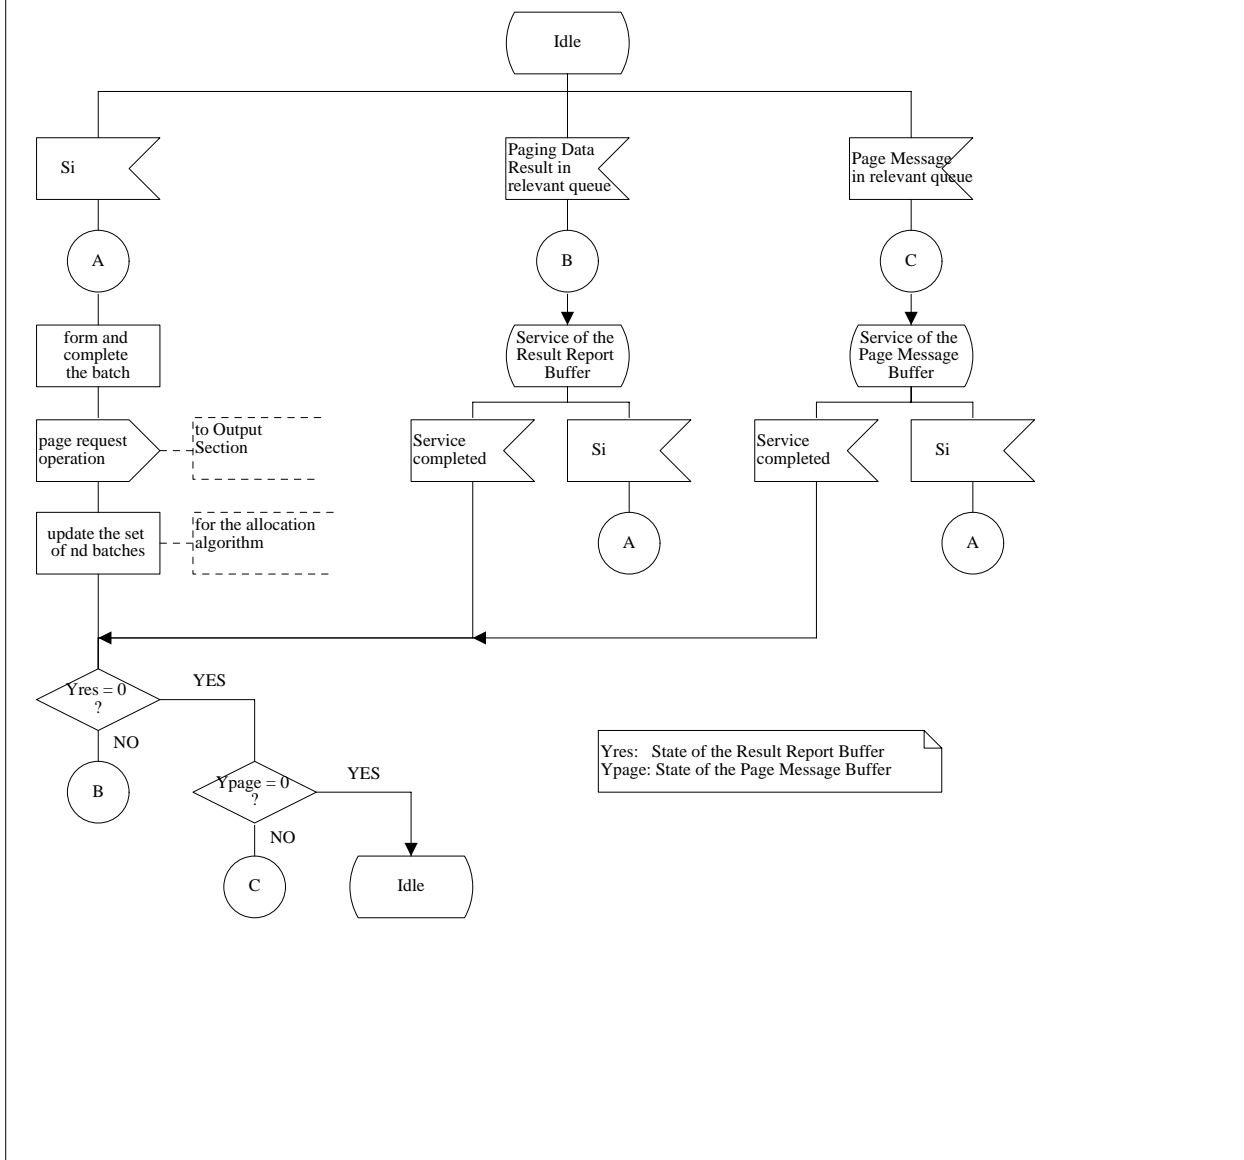 Idle
Si
Paging Data
Result in
relevant queue
Page Message
in relevant queue
A
B
C
form and
complete
the batch
Service of the
Result Report
Buffer
Service of the
Page Message
Buffer
page request
operation
to Output
Section
Service
completed
Si
Service
completed
Si
update the set
of nd batches
for the allocation
algorithm
A
A
Yres = 0
?
YES
NO
B
Ypage = 0
?
YES
NO
C
Idle
Yres: State of the Result Report Buffer
Ypage: State of the Page Message Buffer